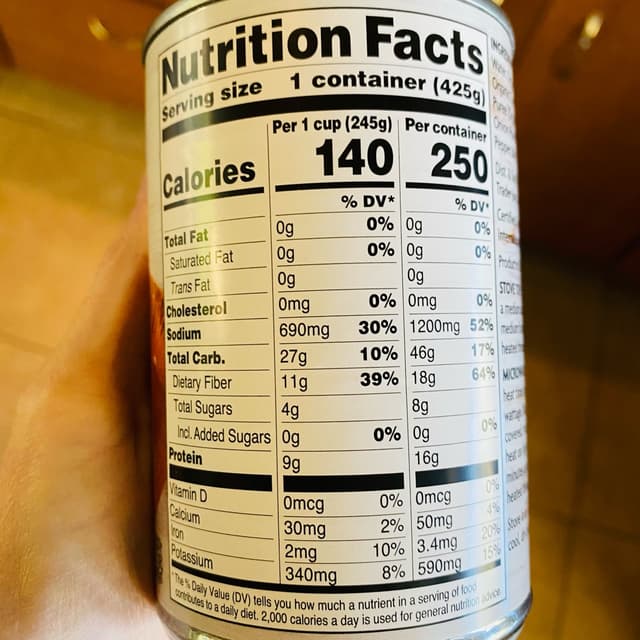 Nutrition Facts
Serving size 1 container (425g)
Per 1 cup (245g) Per container
Calories 140 250
% DV* % DV*
Total Fat 0g 0% 0g 0%
Saturated Fat 0g 0% 0g 0%
Trans Fat 0g 0g
Cholesterol 0mg 0% 0mg 0%
Sodium 690mg 30% 1200mg 52%
Total Carb. 27g 10% 46g 17%
Dietary Fiber 11g 39% 18g 64%
Total Sugars 4g 8g
Incl. Added Sugars 0g 0% 0g 0%
Protein 9g 16g
Vitamin D 0mcg 0% 0mcg 0%
Calcium 30mg 2% 50mg 4%
Iron 2mg 10% 3.4mg 20%
Potassium 340mg 8% 590mg 15%
*The % Daily Value (DV) tells you how much a nutrient in a serving of food
contributes to a daily diet. 2,000 calories a day is used for general nutrition advice.